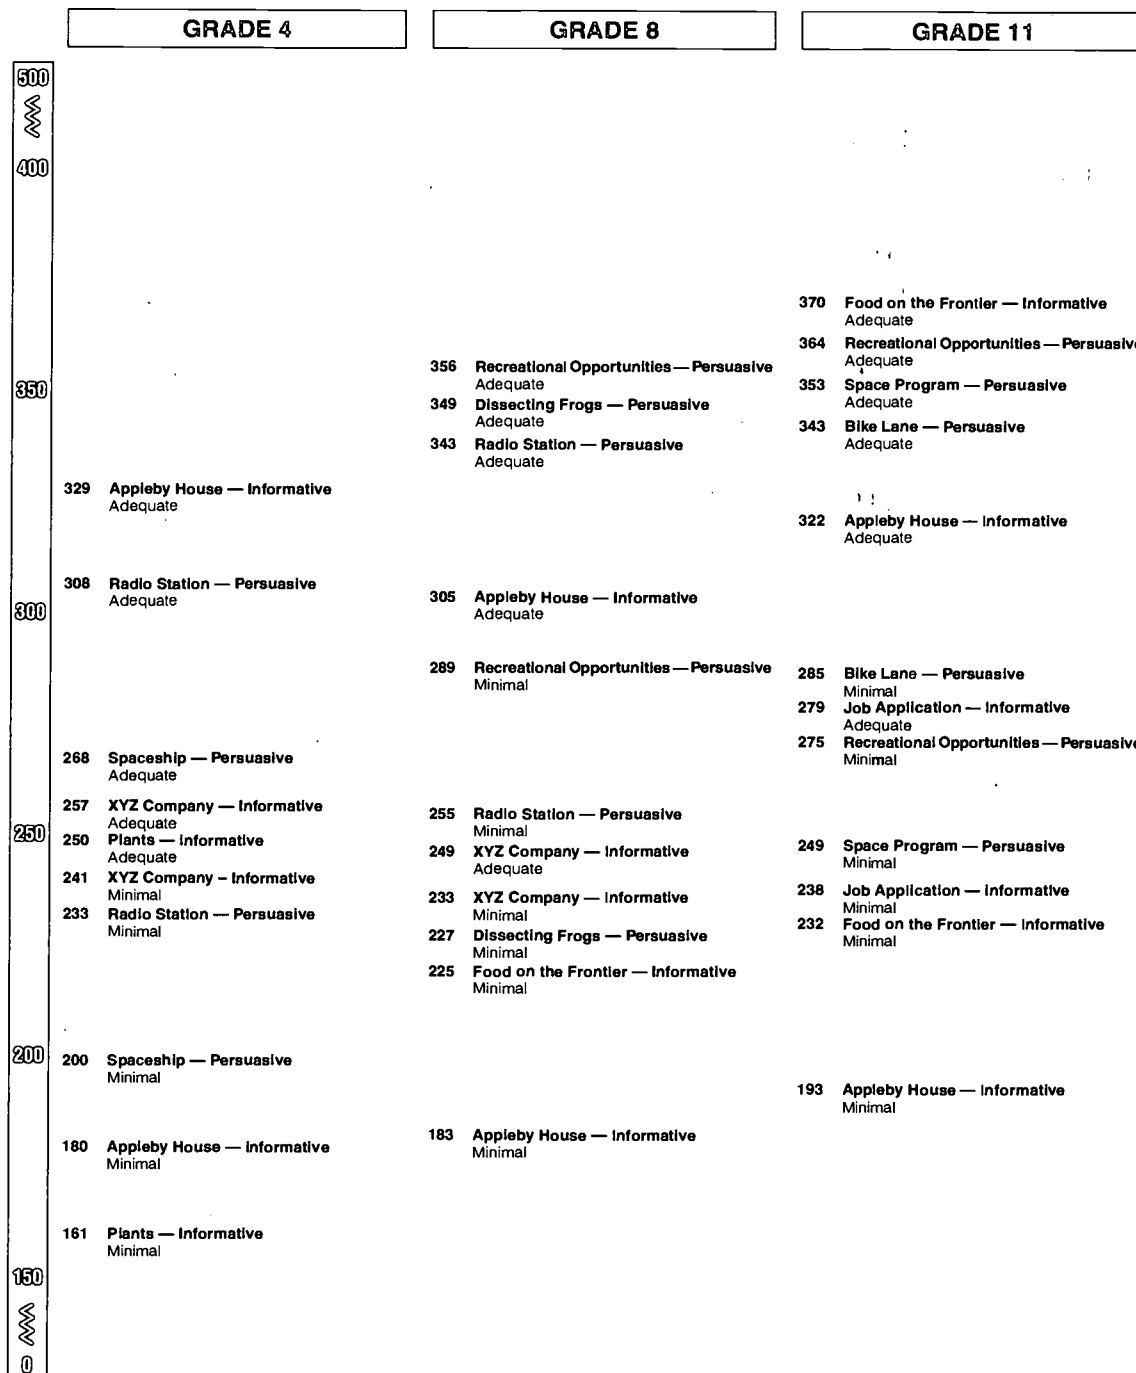 GRADE 4
GRADE 8
GRADE 11
500
400
350
300
250
200
150
0
329 Appleby House — Informative
Adequate
308 Radio Station — Persuasive
Adequate
268 Spaceship — Persuasive
Adequate
257 XYZ Company — Informative
Adequate
250 Plants — Informative
Adequate
241 XYZ Company – Informative
Minimal
233 Radio Station — Persuasive
Minimal
200 Spaceship — Persuasive
Minimal
180 Appleby House — Informative
Minimal
161 Plants — Informative
Minimal
356 Recreational Opportunities — Persuasive
Adequate
349 Dissecting Frogs — Persuasive
Adequate
343 Radio Station — Persuasive
Adequate
305 Appleby House — Informative
Adequate
289 Recreational Opportunities — Persuasive
Minimal
255 Radio Station — Persuasive
Minimal
249 XYZ Company — Informative
Adequate
233 XYZ Company — Informative
Minimal
227 Dissecting Frogs — Persuasive
Minimal
225 Food on the Frontier — Informative
Minimal
183 Appleby House — Informative
Minimal
370 Food on the Frontier — Informative
Adequate
364 Recreational Opportunities — Persuasive
Adequate
353 Space Program — Persuasive
Adequate
343 Bike Lane — Persuasive
Adequate
322 Appleby House — Informative
Adequate
285 Bike Lane — Persuasive
Minimal
279 Job Application — Informative
Adequate
275 Recreational Opportunities — Persuasive
Minimal
249 Space Program — Persuasive
Minimal
238 Job Application — Informative
Minimal
232 Food on the Frontier — Informative
Minimal
193 Appleby House — Informative
Minimal